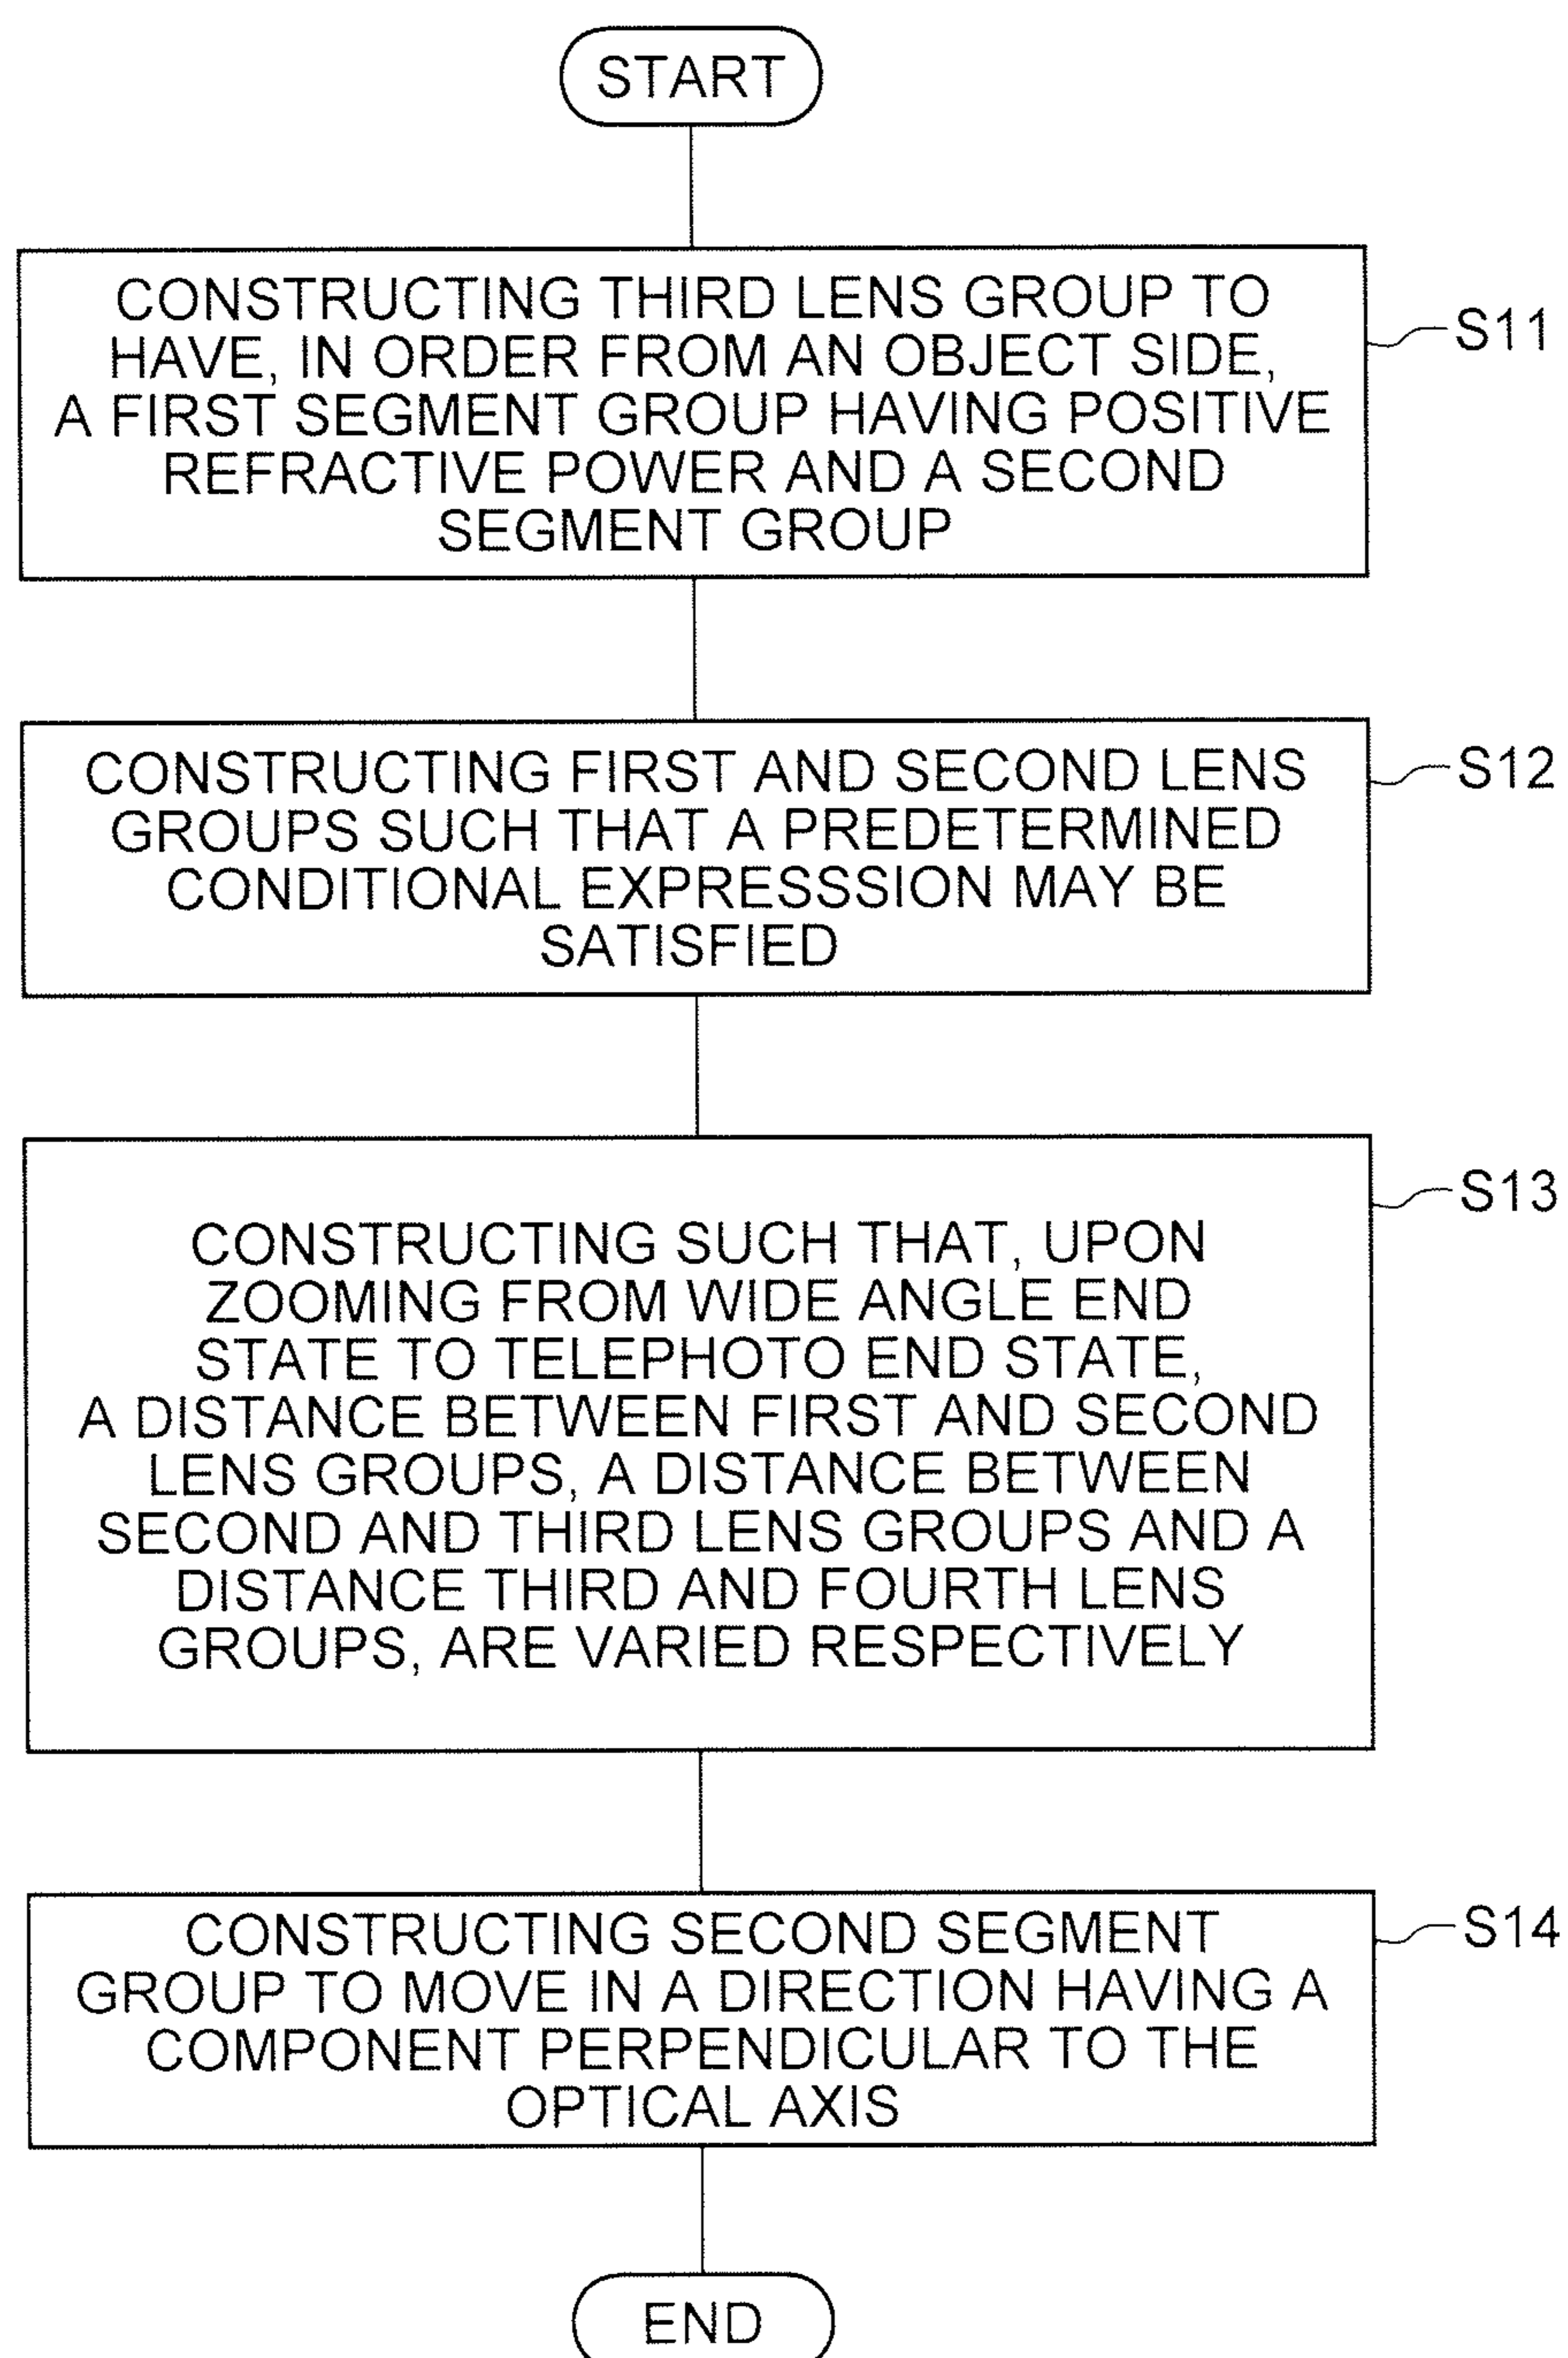 START
CONSTRUCTING THIRD LENS GROUP TO
HAVE, IN ORDER FROM AN OBJECT SIDE,
A FIRST SEGMENT GROUP HAVING POSITIVE
REFRACTIVE POWER AND A SECOND
SEGMENT GROUP
S11
CONSTRUCTING FIRST AND SECOND LENS
GROUPS SUCH THAT A PREDETERMINED
CONDITIONAL EXPRESSSION MAY BE
SATISFIED
S12
CONSTRUCTING SUCH THAT, UPON
ZOOMING FROM WIDE ANGLE END
STATE TO TELEPHOTO END STATE,
A DISTANCE BETWEEN FIRST AND SECOND
LENS GROUPS, A DISTANCE BETWEEN
SECOND AND THIRD LENS GROUPS AND A
DISTANCE THIRD AND FOURTH LENS
GROUPS, ARE VARIED RESPECTIVELY
S13
CONSTRUCTING SECOND SEGMENT
GROUP TO MOVE IN A DIRECTION HAVING A
COMPONENT PERPENDICULAR TO THE
OPTICAL AXIS
S14
END